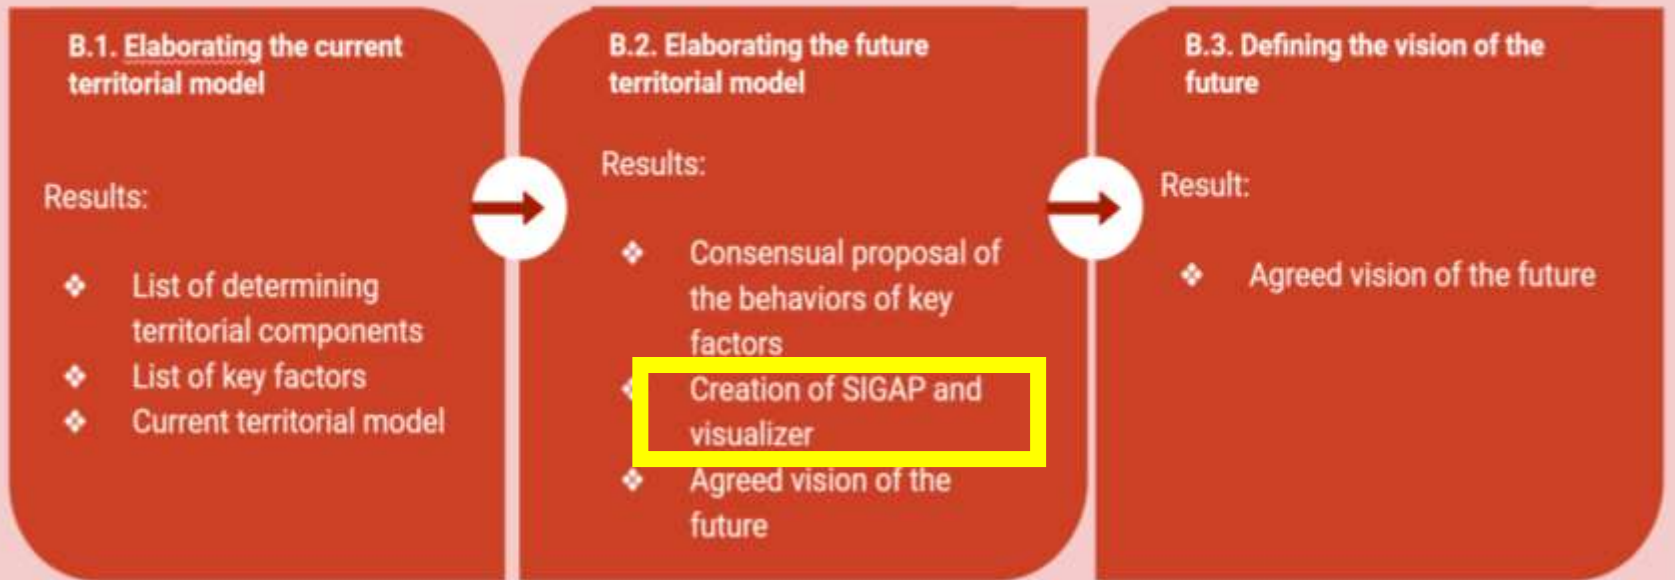 B.1. Elaborating the current
territorial model
Results:
❖ List of determining
territorial components
❖ List of key factors
❖ Current territorial model
B.2. Elaborating the future
territorial model
Results:
❖ Consensual proposal of
the behaviors of key
factors
❖ Creation of SIGAP and
visualizer
❖ Agreed vision of the
future
B.3. Defining the vision of the
future
Result:
❖ Agreed vision of the future